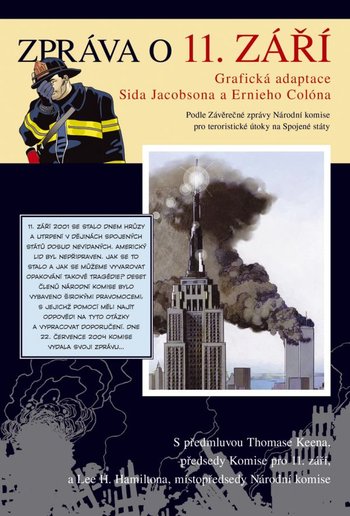 ZPRÁVA O 11. ZÁŘÍ
Grafická adaptace
Sida Jacobsona a Ernieho Colóna
Podle Závěrečné zprávy Národní komise
pro teroristické útoky na Spojené státy
11. ZÁŘÍ 2001 SE STALO DNEM HRŮZY
A UTRPENÍ V DĚJINÁCH SPOJENÝCH
STÁTŮ DOSUD NEVÍDANÝCH. AMERICKÝ
LID BYL NEPŘIPRAVEN. JAK SE TO
STALO A JAK SE MŮŽEME VYVAROVAT
OPAKOVÁNÍ TAKOVÉ TRAGÉDIE? DESET
ČLENŮ NÁRODNÍ KOMISE BYLO
VYBAVENO ŠIROKÝMI PRAVOMOCEMI,
S JEJICHŽ POMOCÍ MĚLI NAJÍT
ODPOVĚDI NA TYTO OTÁZKY
A VYPRACOVAT DOPORUČENÍ. DNE
22. ČERVENCE 2004 KOMISE
VYDALA SVOJI ZPRÁVU...
S předmluvou Thomase Keena,
předsedy Komise pro 11. září,
a Lee H. Hamiltona, místopředsedy Národní komise